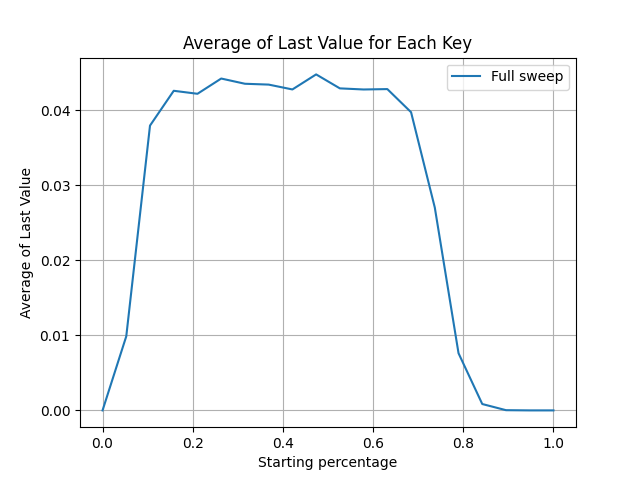 Average of Last Value for Each Key
Full sweep
Average of Last Value
0.04
0.03
0.02
0.01
0.00
0.0 0.2 0.4 0.6 0.8 1.0
Starting percentage